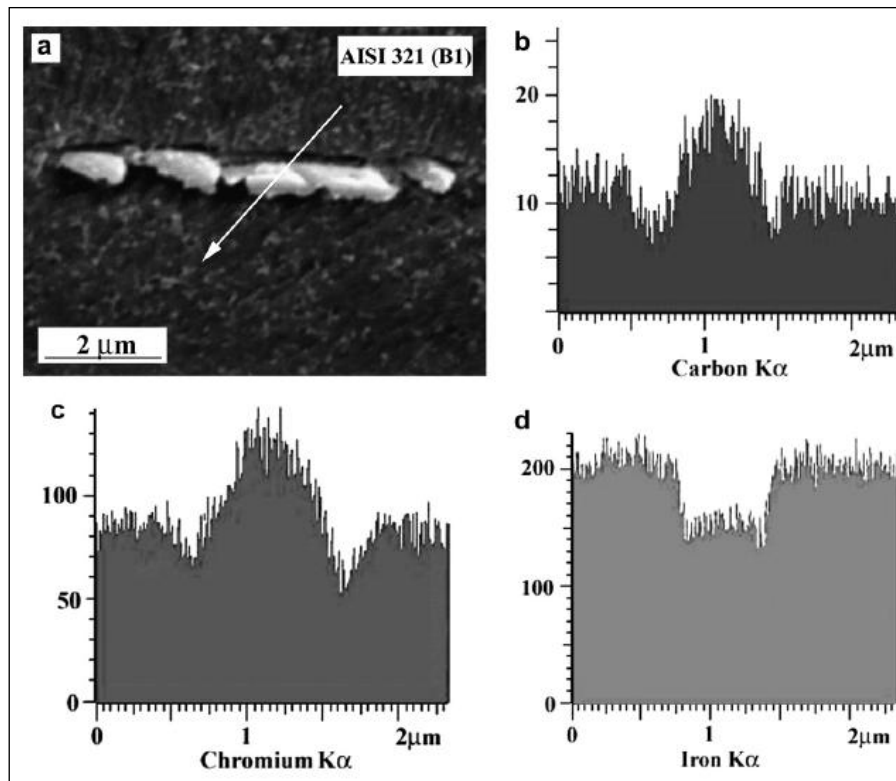 a
AISI 321 (B1)
2 μm
b
20
10
0
1
2μm
Carbon Kα
c
100
50
0
0
1
2μm
Chromium Kα
d
200
100
0
0
1
2μm
Iron Kα